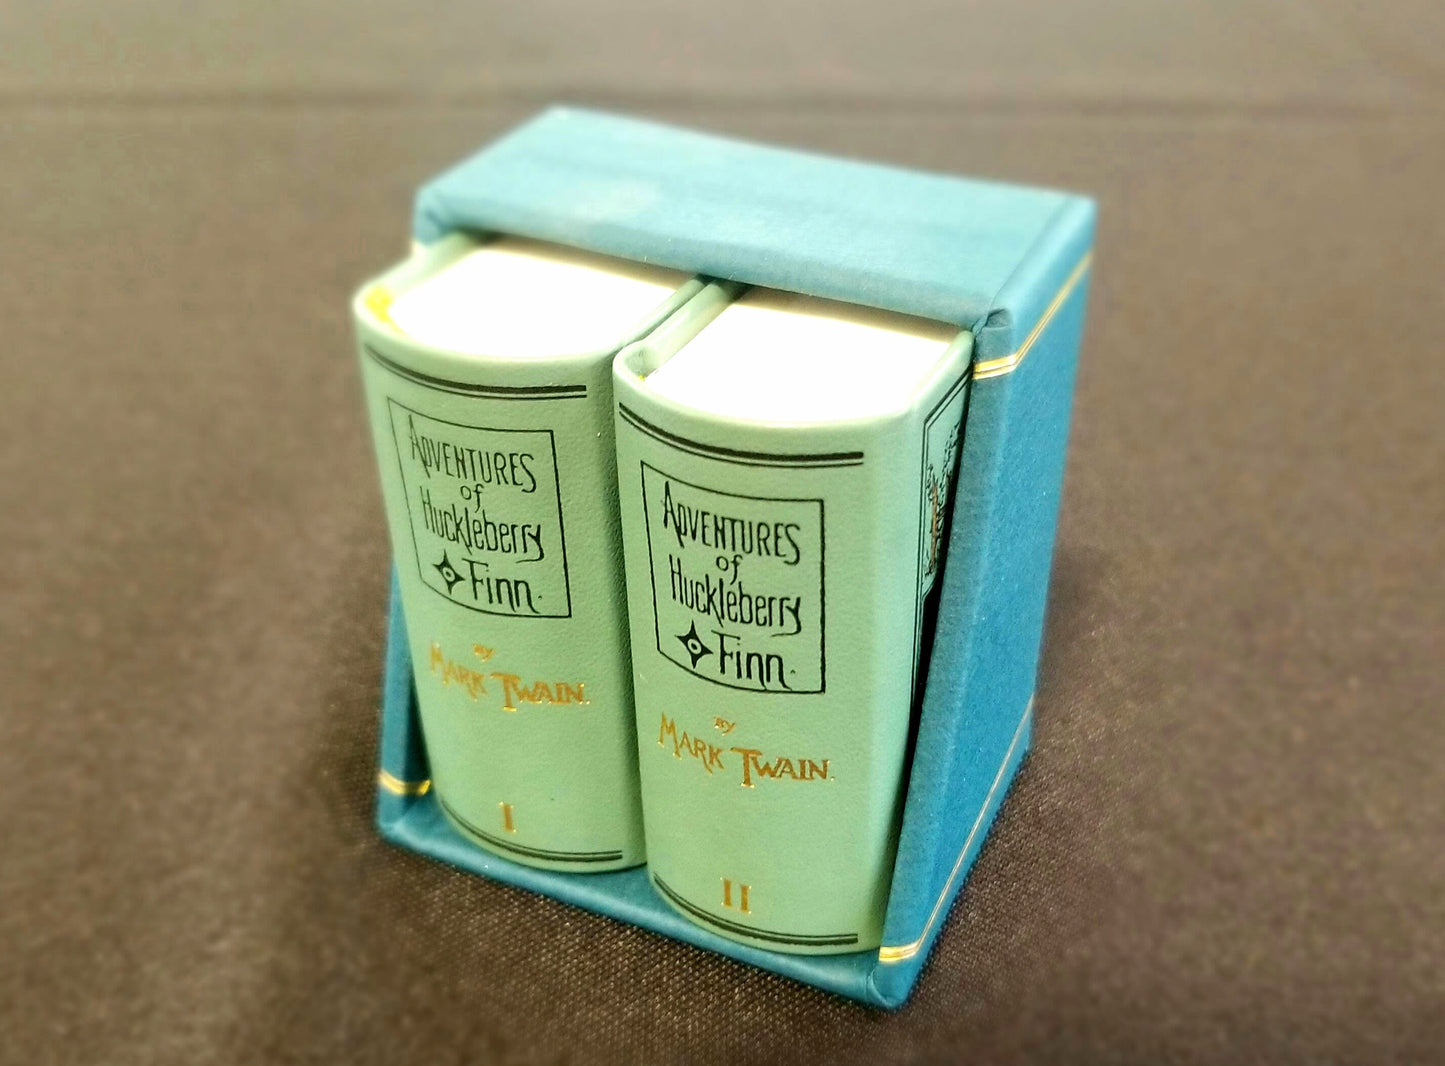 ADVENTURES
of
Huckleberry
Finn.
BY
MARK TWAIN.
I
ADVENTURES
of
Huckleberry
Finn.
BY
MARK TWAIN.
II